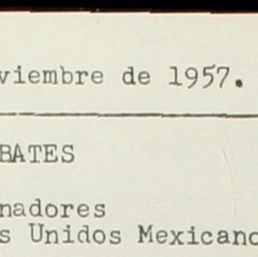 viembre de 1957.
BATES
nadores
s Unidos Mexicano